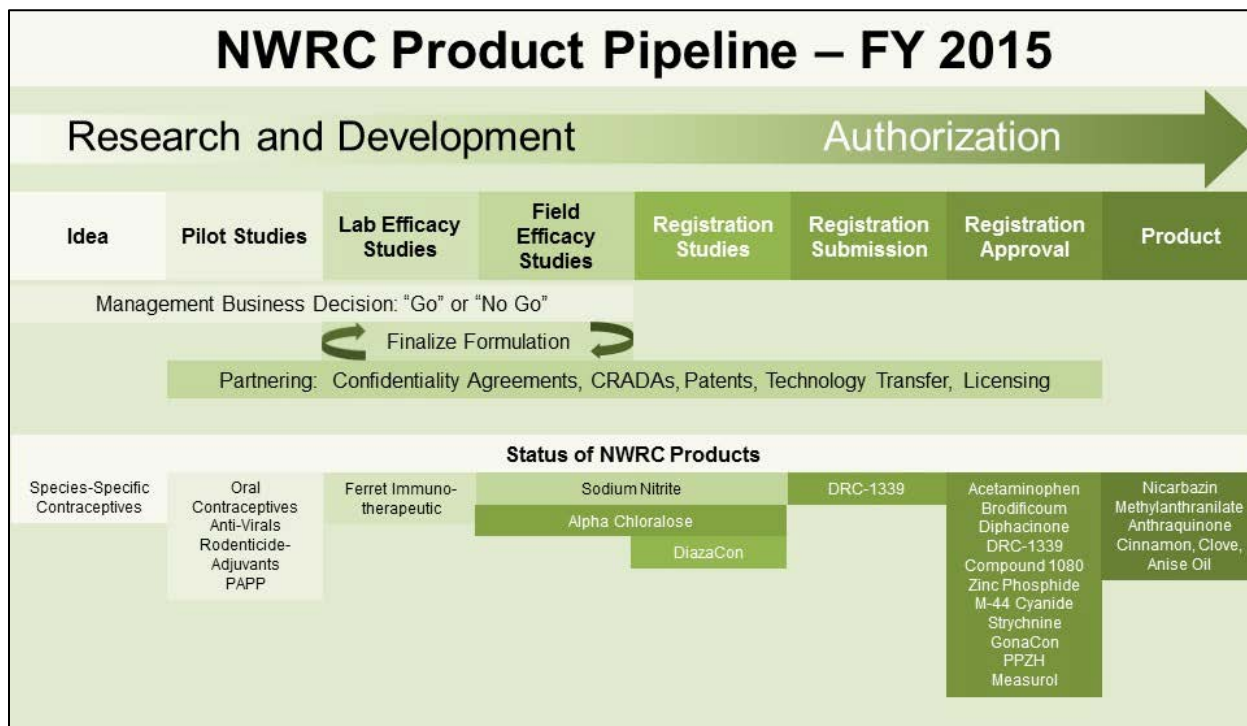 NWRC Product Pipeline – FY 2015
Research and Development
Authorization
Idea
Pilot Studies
Lab Efficacy
Studies
Field
Efficacy
Studies
Registration
Studies
Registration
Submission
Registration
Approval
Product
Management Business Decision: “Go” or “No Go”
Finalize Formulation
Partnering: Confidentiality Agreements, CRADAs, Patents, Technology Transfer, Licensing
Status of NWRC Products
Species-Specific
Contraceptives
Oral
Contraceptives
Anti-Virals
Rodenticide-
Adjuvants
PAPP
Ferret Immuno-
therapeutic
Sodium Nitrite
Alpha Chloralose
DiazaCon
DRC-1339
Acetaminophen
Brodificoum
Diphacinone
DRC-1339
Compound 1080
Zinc Phosphide
M-44 Cyanide
Strychnine
GonaCon
PPZH
Measurol
Nicarbazin
Methylanthranilate
Anthraquinone
Cinnamon, Clove,
Anise Oil